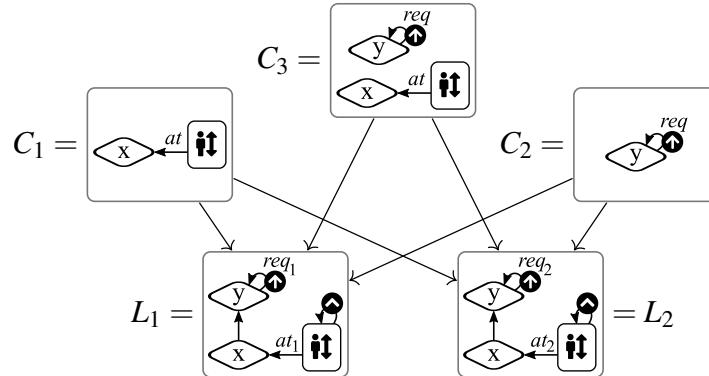 req
C₃ = y
x at
C₁ = x at
C₂ = req
y
req₁ req₂
y y
L₁ = = L₂
x at₁ x at₂